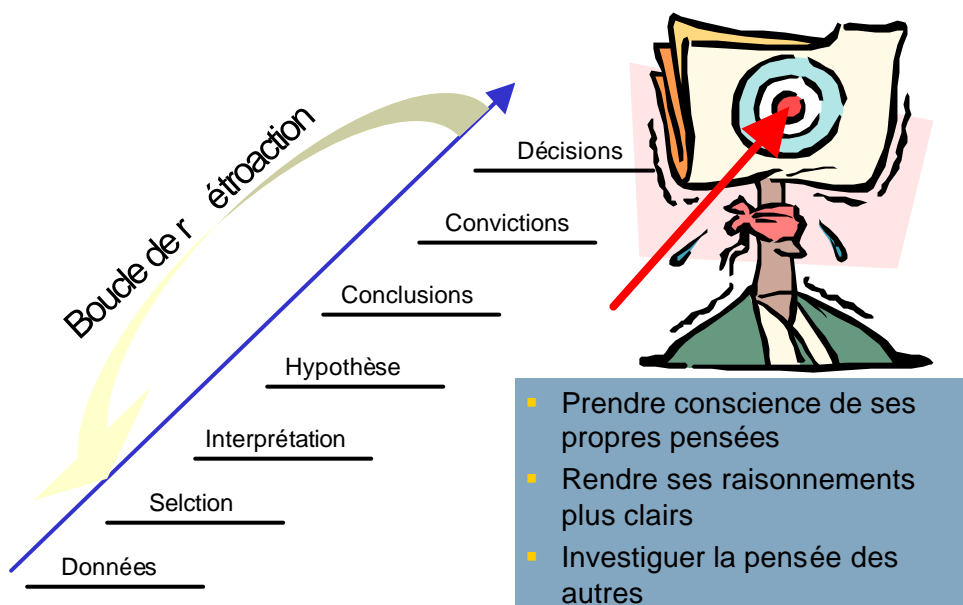 Boucle de r étroaction
Décisions
Convictions
Conclusions
Hypothèse
Interprétation
Selction
Données
Prendre conscience de ses
propres pensées
Rendre ses raisonnements
plus clairs
Investiguer la pensée des
autres